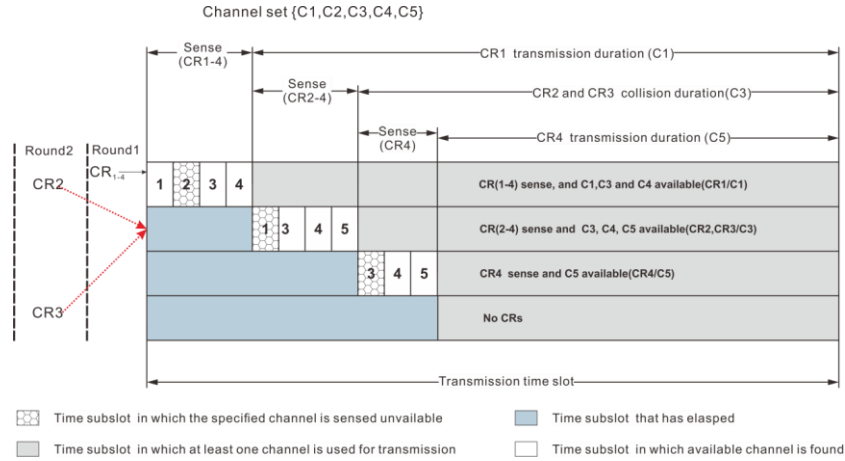 Channel set {C1,C2,C3,C4,C5}
Sense
(CR1-4)
CR1 transmission duration (C1)
Sense
(CR2-4)
CR2 and CR3 collision duration(C3)
Sense
(CR4)
CR4 transmission duration (C5)
Round2
Round1
CR1-4
CR2
CR3
1 2 3 4
CR(1-4) sense, and C1,C3 and C4 available(CR1/C1)
1 3 4 5
CR(2-4) sense and C3, C4, C5 available(CR2,CR3/C3)
3 4 5
CR4 sense and C5 available(CR4/C5)
No CRs
Transmission time slot
Time subslot in which the specified channel is sensed unvailable
Time subslot that has elasped
Time subslot in which at least one channel is used for transmission
Time subslot in which available channel is found